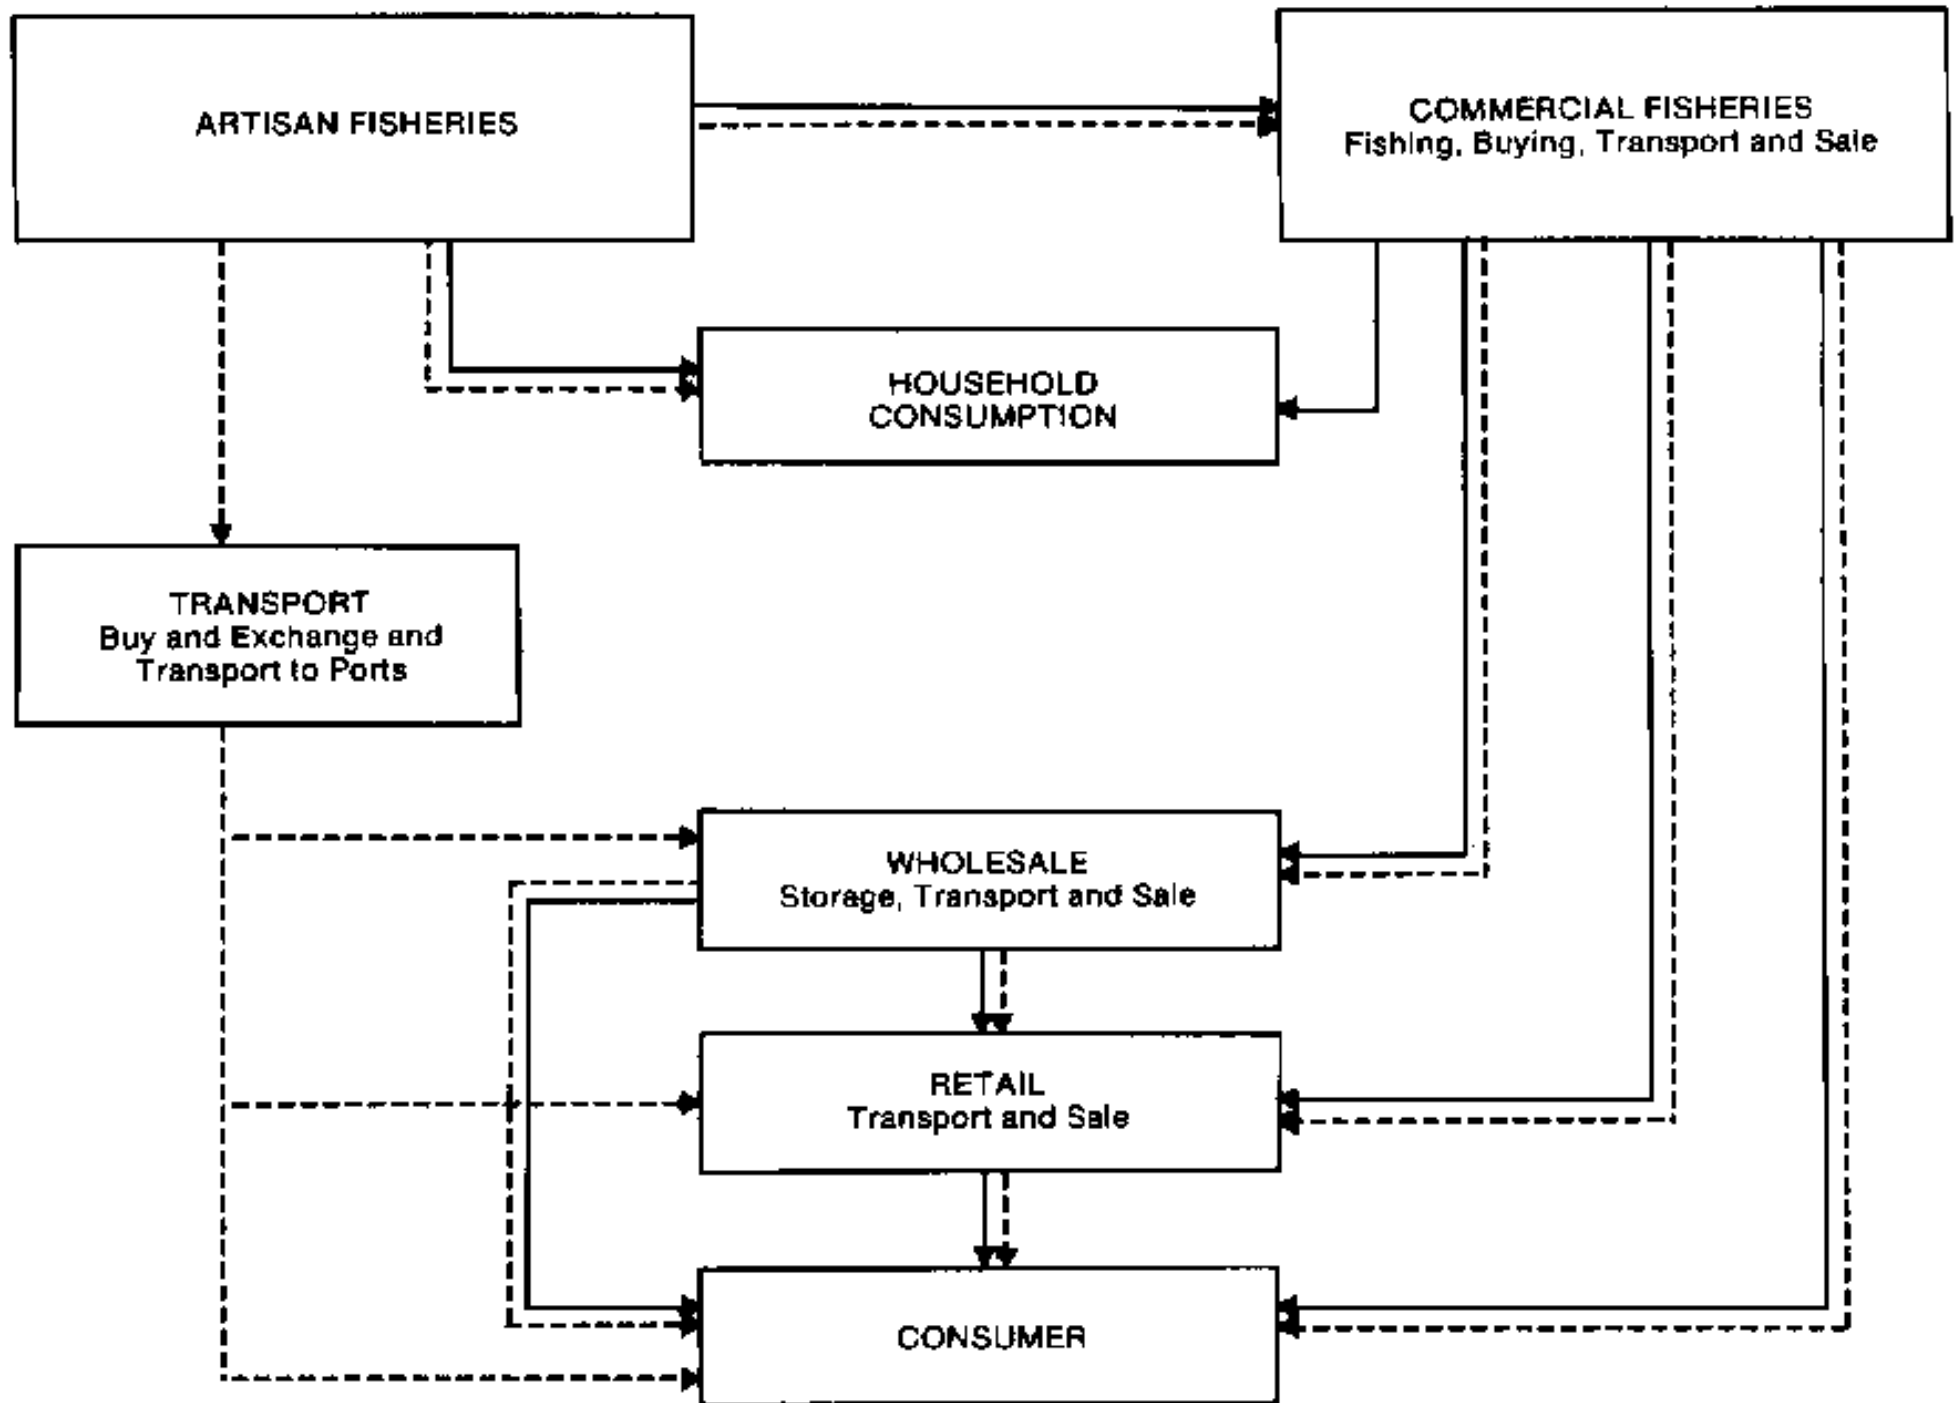 ARTISAN FISHERIES
COMMERCIAL FISHERIES
Fishing, Buying, Transport and Sale
HOUSEHOLD
CONSUMPTION
TRANSPORT
Buy and Exchange and
Transport to Ports
WHOLESALE
Storage, Transport and Sale
RETAIL
Transport and Sale
CONSUMER